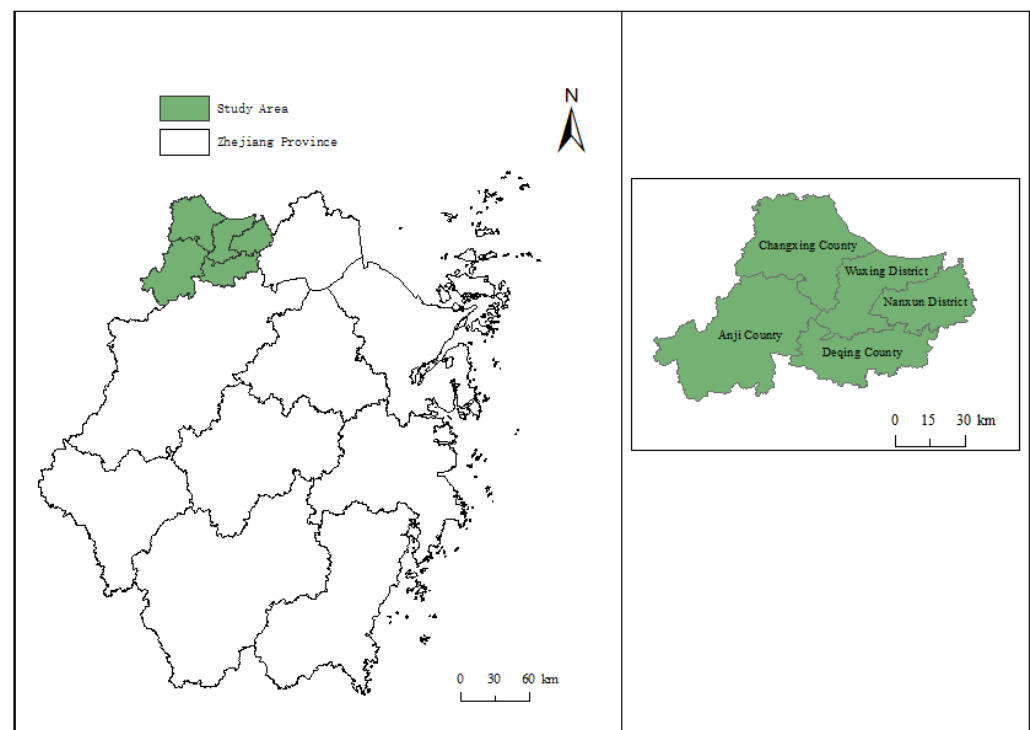 N
Study Area
Zhejiang Province
0 30 60 km
Changxing County
Wuxing District
Nanxun District
Anji County
Deqing County
0 15 30 km